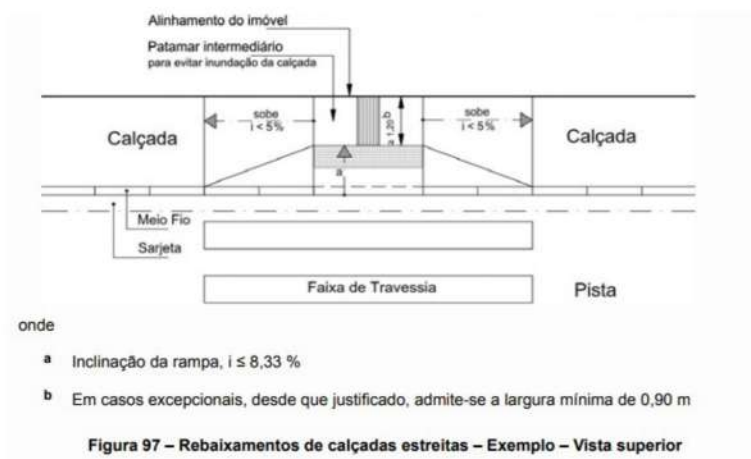 Alinhamento do imóvel
Patamar intermediário
para evitar inundação da calçada
sobe
i < 5%
a 1,20 b
sobe
i < 5%
Calçada
Calçada
a
Meio Fio
Sarjeta
Faixa de Travessia
Pista
onde
a Inclinação da rampa, i ≤ 8,33 %
b Em casos excepcionais, desde que justificado, admite-se a largura mínima de 0,90 m
Figura 97 – Rebaixamentos de calçadas estreitas – Exemplo – Vista superior